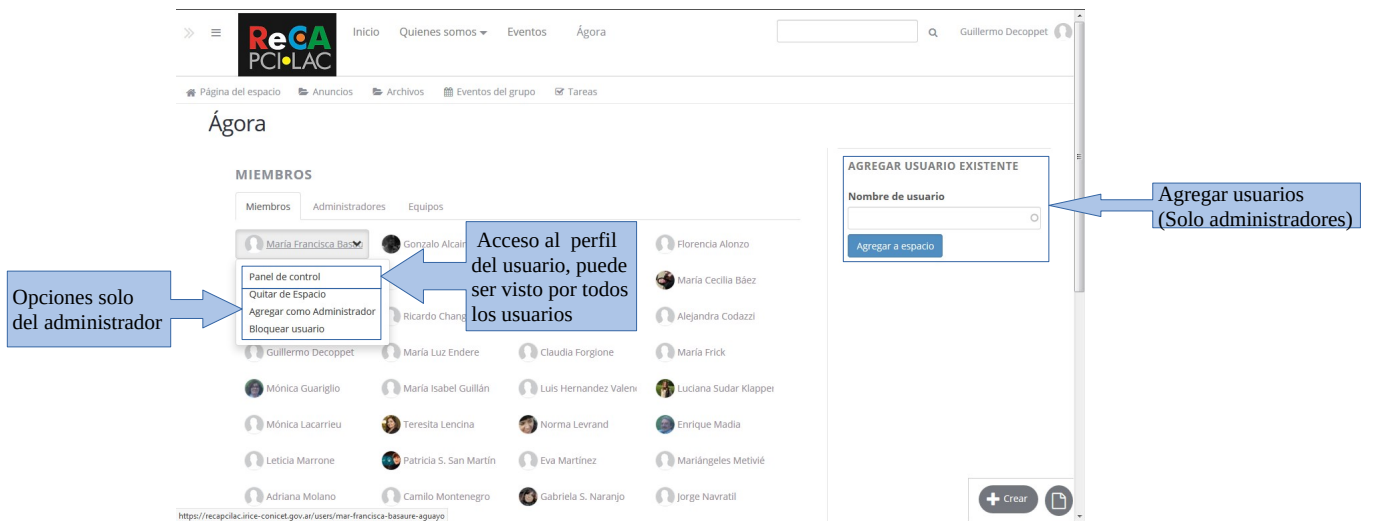 ReCA
PCI•LAC
Inicio Quienes somos Eventos Ágora
Guillermo Decoppet
Página del espacio Anuncios Archivos Eventos del grupo Tareas
Ágora
MIEMBROS
Miembros Administradores Equipos
María Francisca Basau
Gonzalo Alcain
Florencia Alonzo
Panel de control
Quitar de Espacio
Agregar como Administrador
Bloquear usuario
María Cecilia Báez
Ricardo Chang
Alejandra Codazzi
Guillermo Decoppet María Luz Endere Claudia Forgione María Frick
Mónica Guariglio María Isabel Guillán Luis Hernandez Valen Luciana Sudar Klapper
Mónica Lacarrieu Teresita Lencina Norma Levrand Enrique Madia
Leticia Marrone Patricia S. San Martín Eva Martínez Mariángeles Metivié
Adriana Molano Camilo Montenegro Gabriela S. Naranjo Jorge Navratil
AGREGAR USUARIO EXISTENTE
Nombre de usuario
Agregar a espacio
Agregar usuarios
(Solo administradores)
Acceso al perfil
del usuario, puede
ser visto por todos
los usuarios
Opciones solo
del administrador
Crear
https://recapcilac.irice-conicet.gov.ar/users/mar-francisca-basaure-aguayo